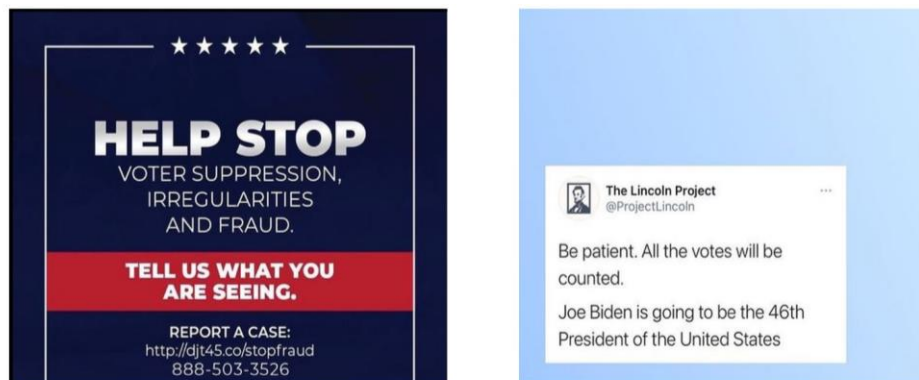 HELP STOP
VOTER SUPPRESSION,
IRREGULARITIES
AND FRAUD.
TELL US WHAT YOU
ARE SEEING.
REPORT A CASE:
http://djt45.co/stopfraud
888-503-3526
The Lincoln Project
@ProjectLincoln
Be patient. All the votes will be
counted.
Joe Biden is going to be the 46th
President of the United States